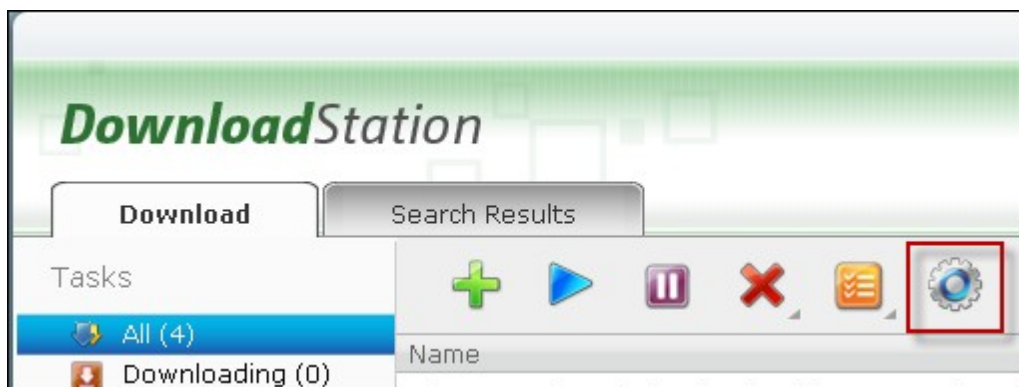 DownloadStation
Download
Search Results
Tasks
All (4)
Downloading (0)
Name